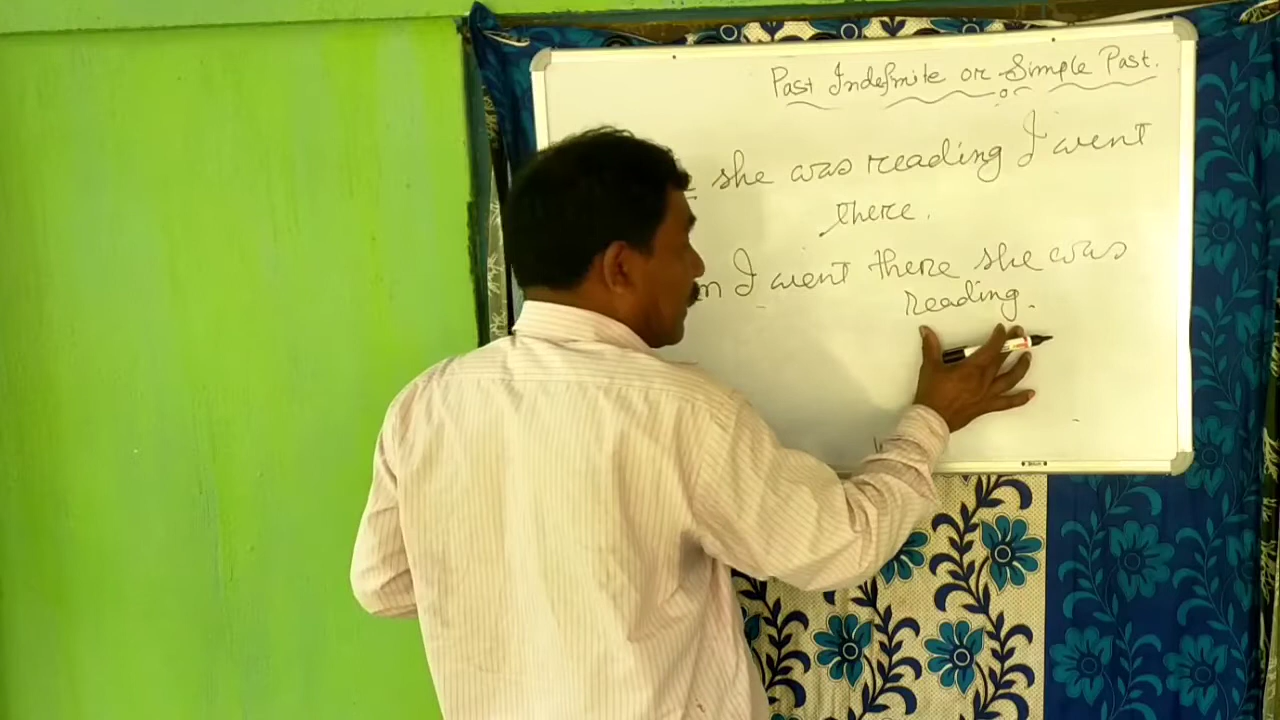 Past Indefinite or Simple Past.
she was reading I went
there.
I went there she was
reading.